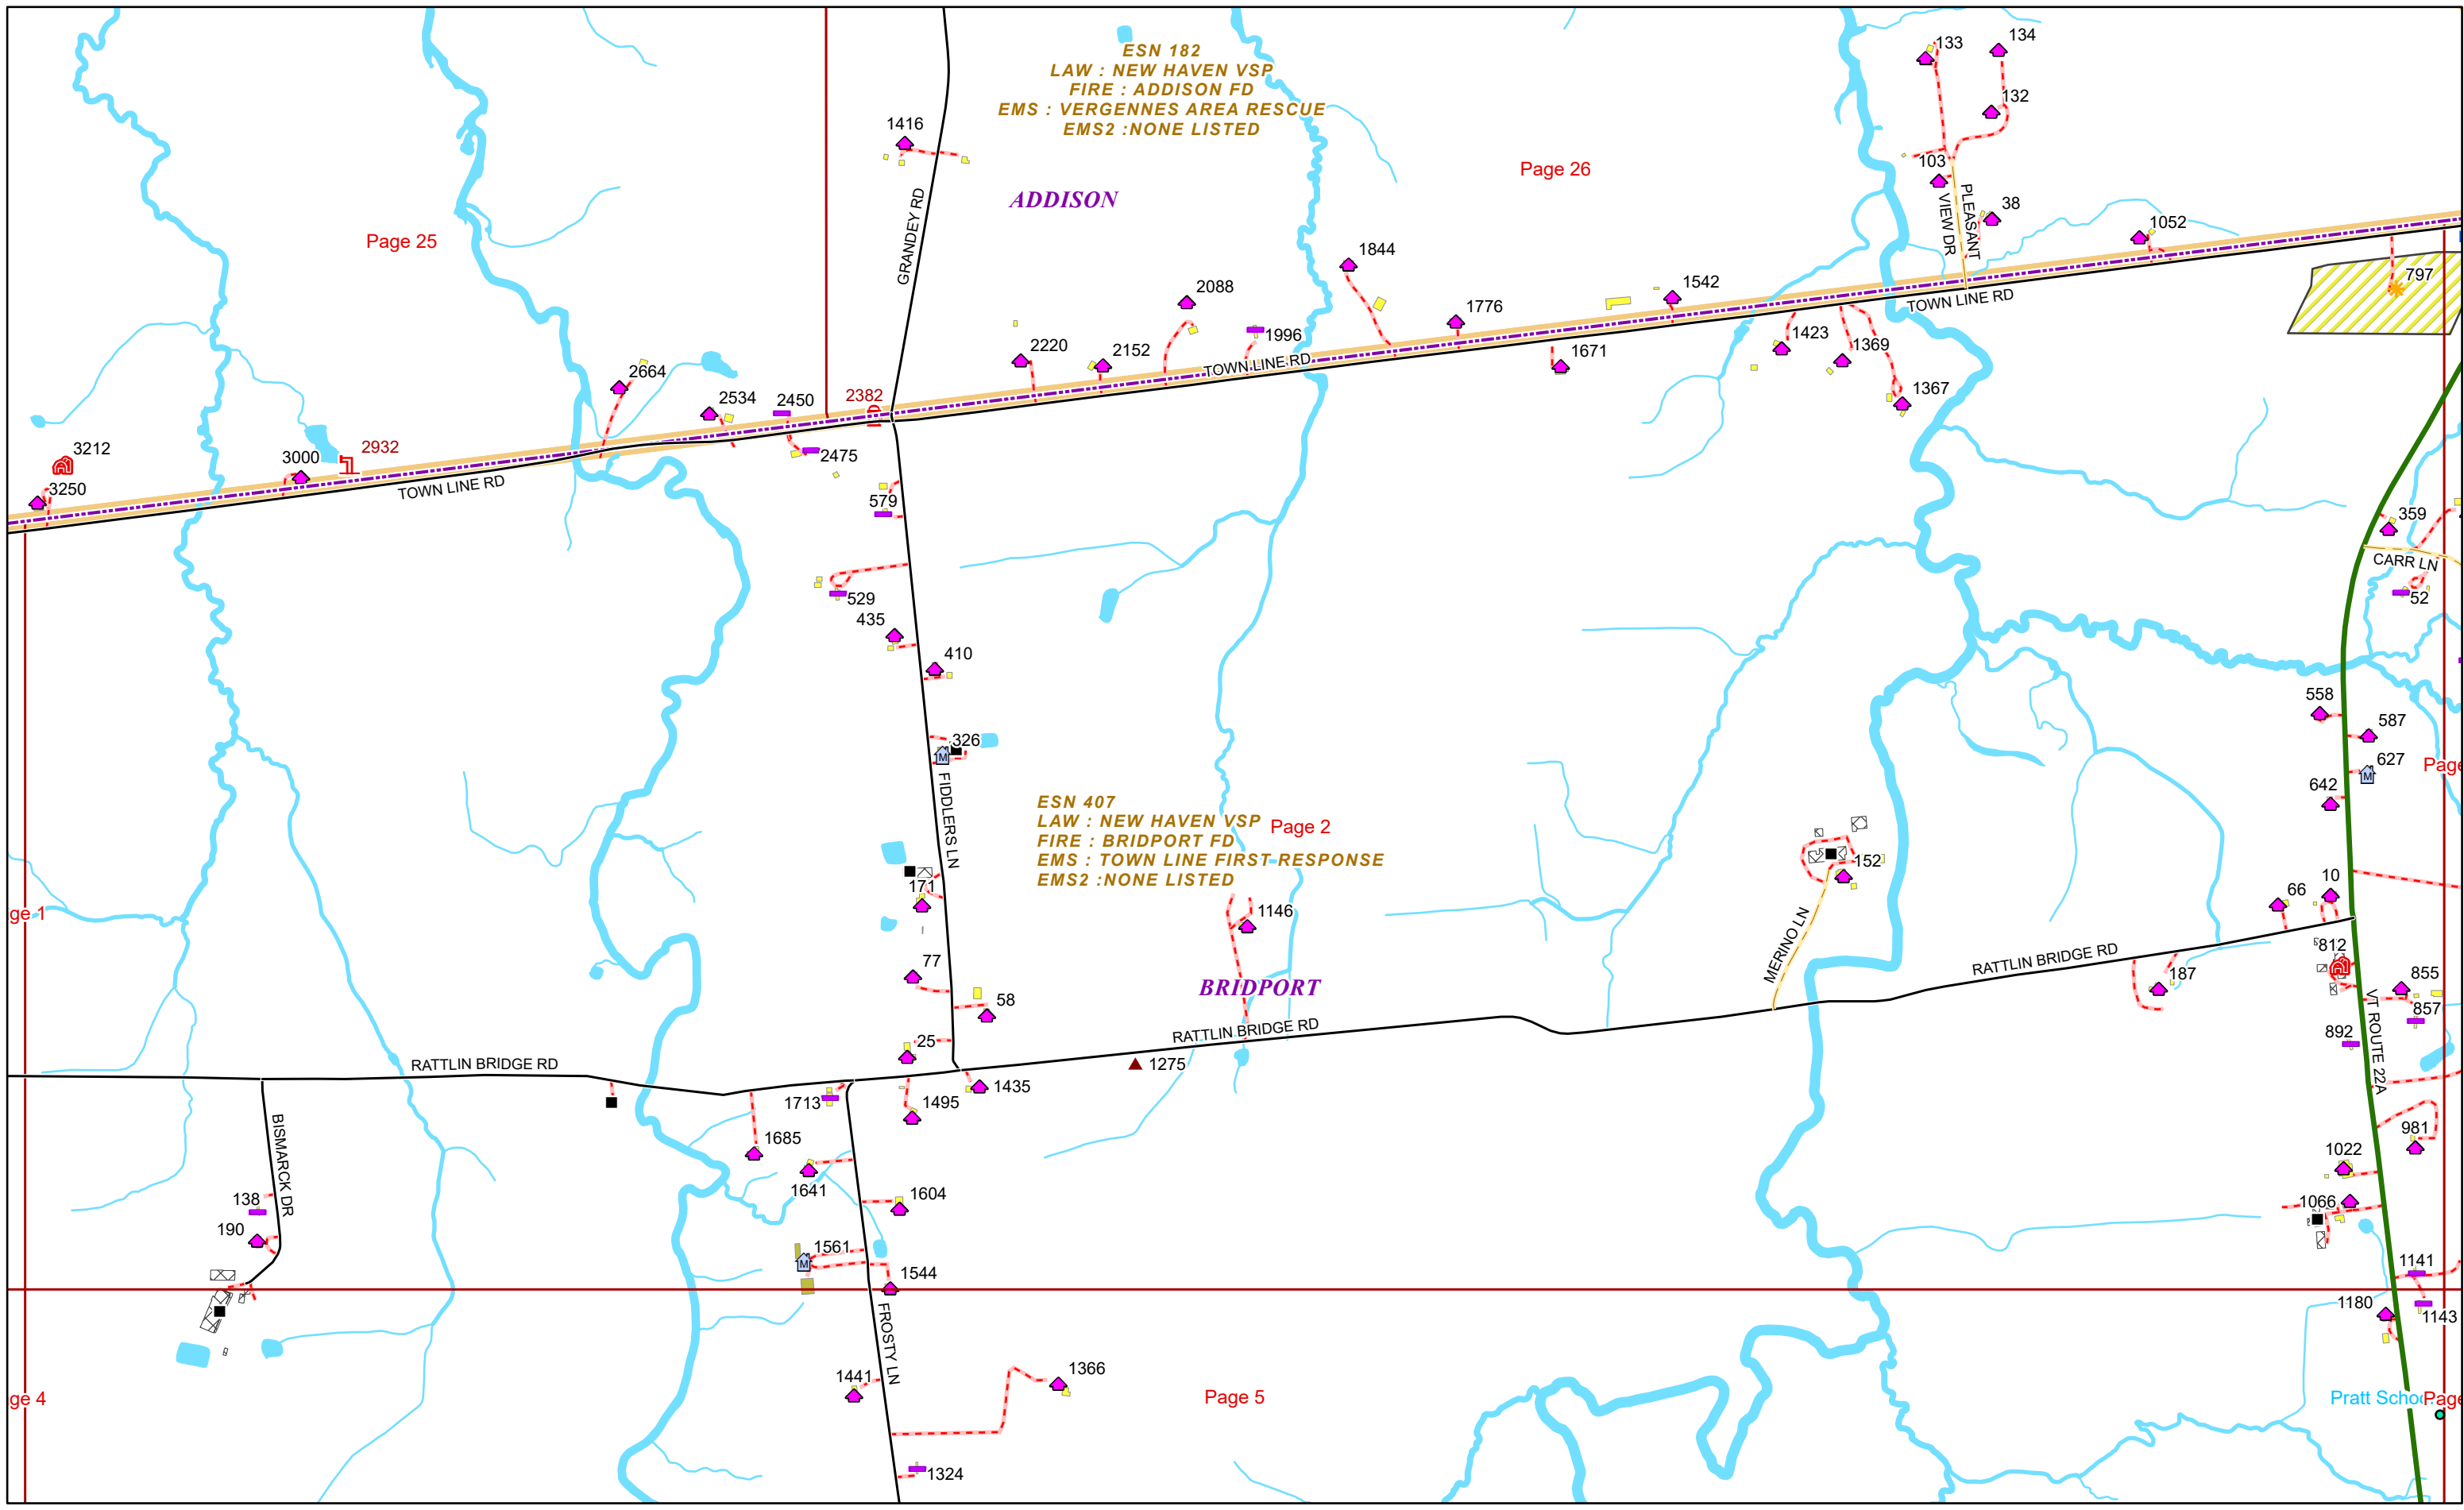 ESN 182
LAW : NEW HAVEN VSP
FIRE : ADDISON FD
EMS : VERGENNES AREA RESCUE
EMS2 :NONE LISTED
133
134
132
1416
103
Page 26
ADDISON
PLEASANT
VIEW DR
38
1052
GRANDEY RD
Page 25
1844
797
2088
1542
TOWN LINE RD
1776
1996
2220
2152
TOWN LINE RD
1671
1423
1369
1367
2664
2534
2450
2382
2475
3212
2932
3000
3250
TOWN LINE RD
579
359
CARR LN
529
52
435
410
326
FIDDLERS LN
558
587
627
M
M
642
Page
ESN 407
LAW : NEW HAVEN VSP
FIRE : BRIDPORT FD
EMS : TOWN LINE FIRST RESPONSE
EMS2 :NONE LISTED
Page 2
152
171
10
66
ge 1
1146
MERINO LN
812
77
BRIDPORT
RATTLIN BRIDGE RD
187
855
58
857
VT ROUTE 22A
892
25
RATTLIN BRIDGE RD
RATTLIN BRIDGE RD
1275
1435
1713
1495
BISMARCK DR
1685
981
1022
1641
1604
138
1066
190
1561
M
1544
1141
1180
1143
FROSTY LN
1441
1366
ge 4
Page 5
Page
1324